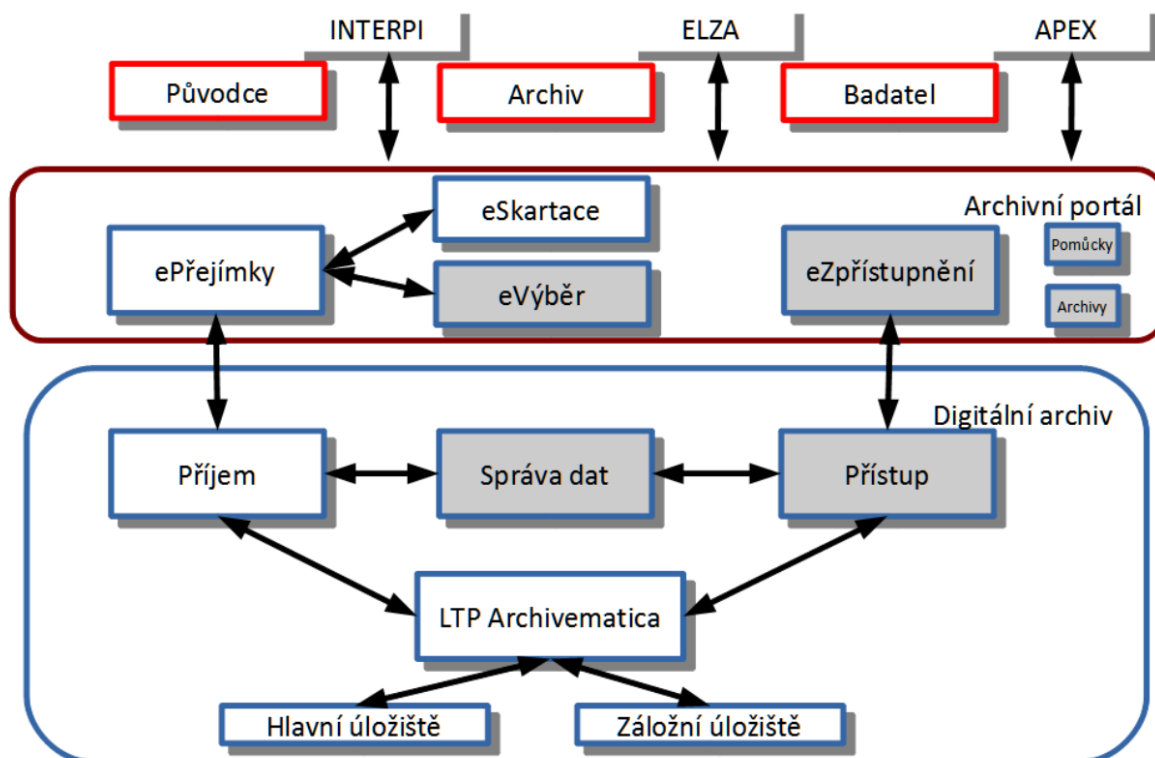 INTERPI
ELZA
APEX
Původce
Archiv
Badatel
eSkartace
Archivní portál
ePřejímky
eVýběr
eZpřístupnění
Pomůcky
Archivy
Digitální archiv
Příjem
Správa dat
Přístup
LTP Archivematica
Hlavní úložiště
Záložní úložiště